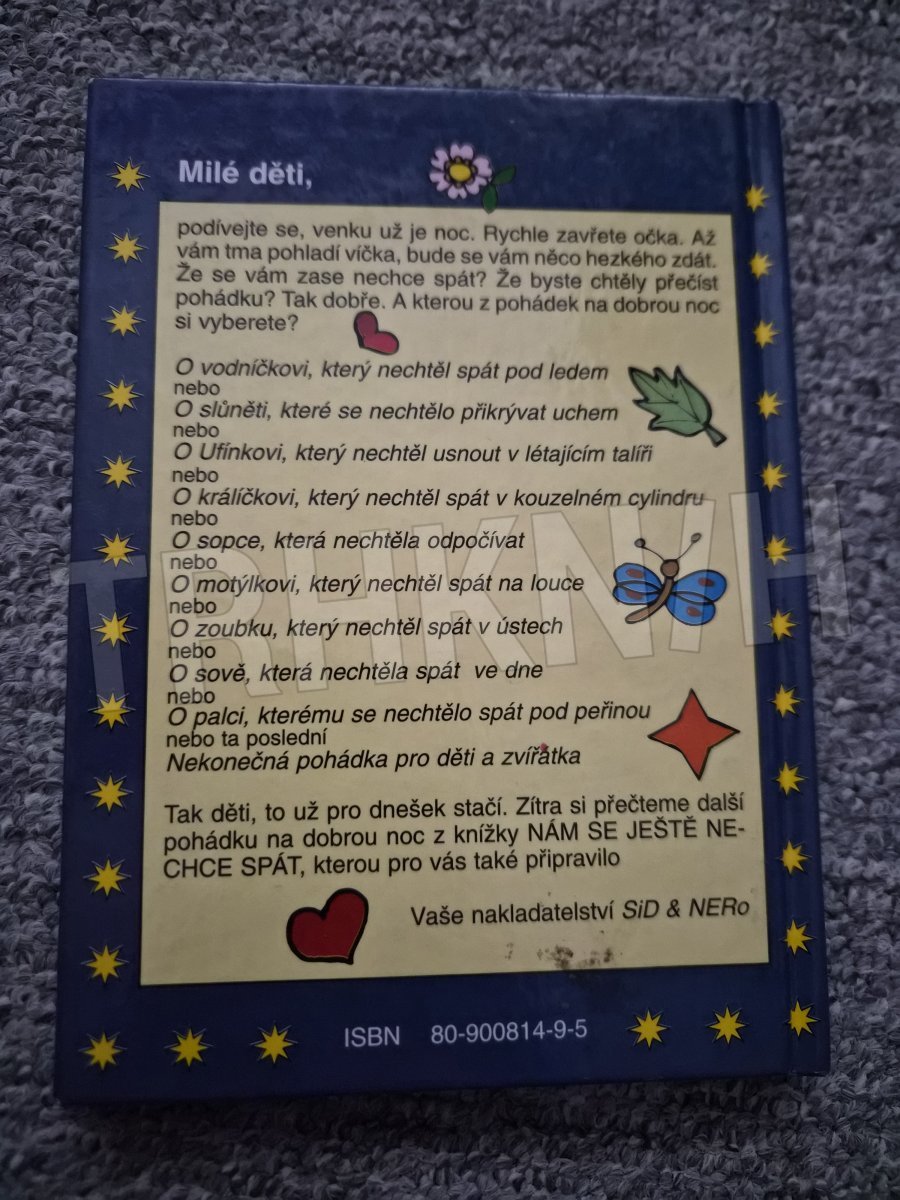 Milé děti,
podívejte se, venku už je noc. Rychle zavřete očka. Až
vám tma pohladí víčka, bude se vám něco hezkého zdát.
Že se vám zase nechce spát? Že byste chtěly přečíst
pohádku? Tak dobře. A kterou z pohádek na dobrou noc
si vyberete?
O vodníčkovi, který nechtěl spát pod ledem
nebo
O slůněti, které se nechtělo přikrývat uchem
nebo
O Ufínkovi, který nechtěl usnout v létajícím talíři
nebo
O králíčkovi, který nechtěl spát v kouzelném cylindru
nebo
O sopce, která nechtěla odpočívat
nebo
O motýlkovi, který nechtěl spát na louce
nebo
O zoubku, který nechtěl spát v ústech
nebo
O sově, která nechtěla spát ve dne
nebo
O palci, kterému se nechtělo spát pod peřinou
nebo ta poslední
Nekonečná pohádka pro děti a zvířátka
Tak děti, to už pro dnešek stačí. Zítra si přečteme další
pohádku na dobrou noc z knížky NÁM SE JEŠTĚ NE-
CHCE SPÁT, kterou pro vás také připravilo
Vaše nakladatelství SiD & NERo
ISBN 80-900814-9-5
TRHKNIH